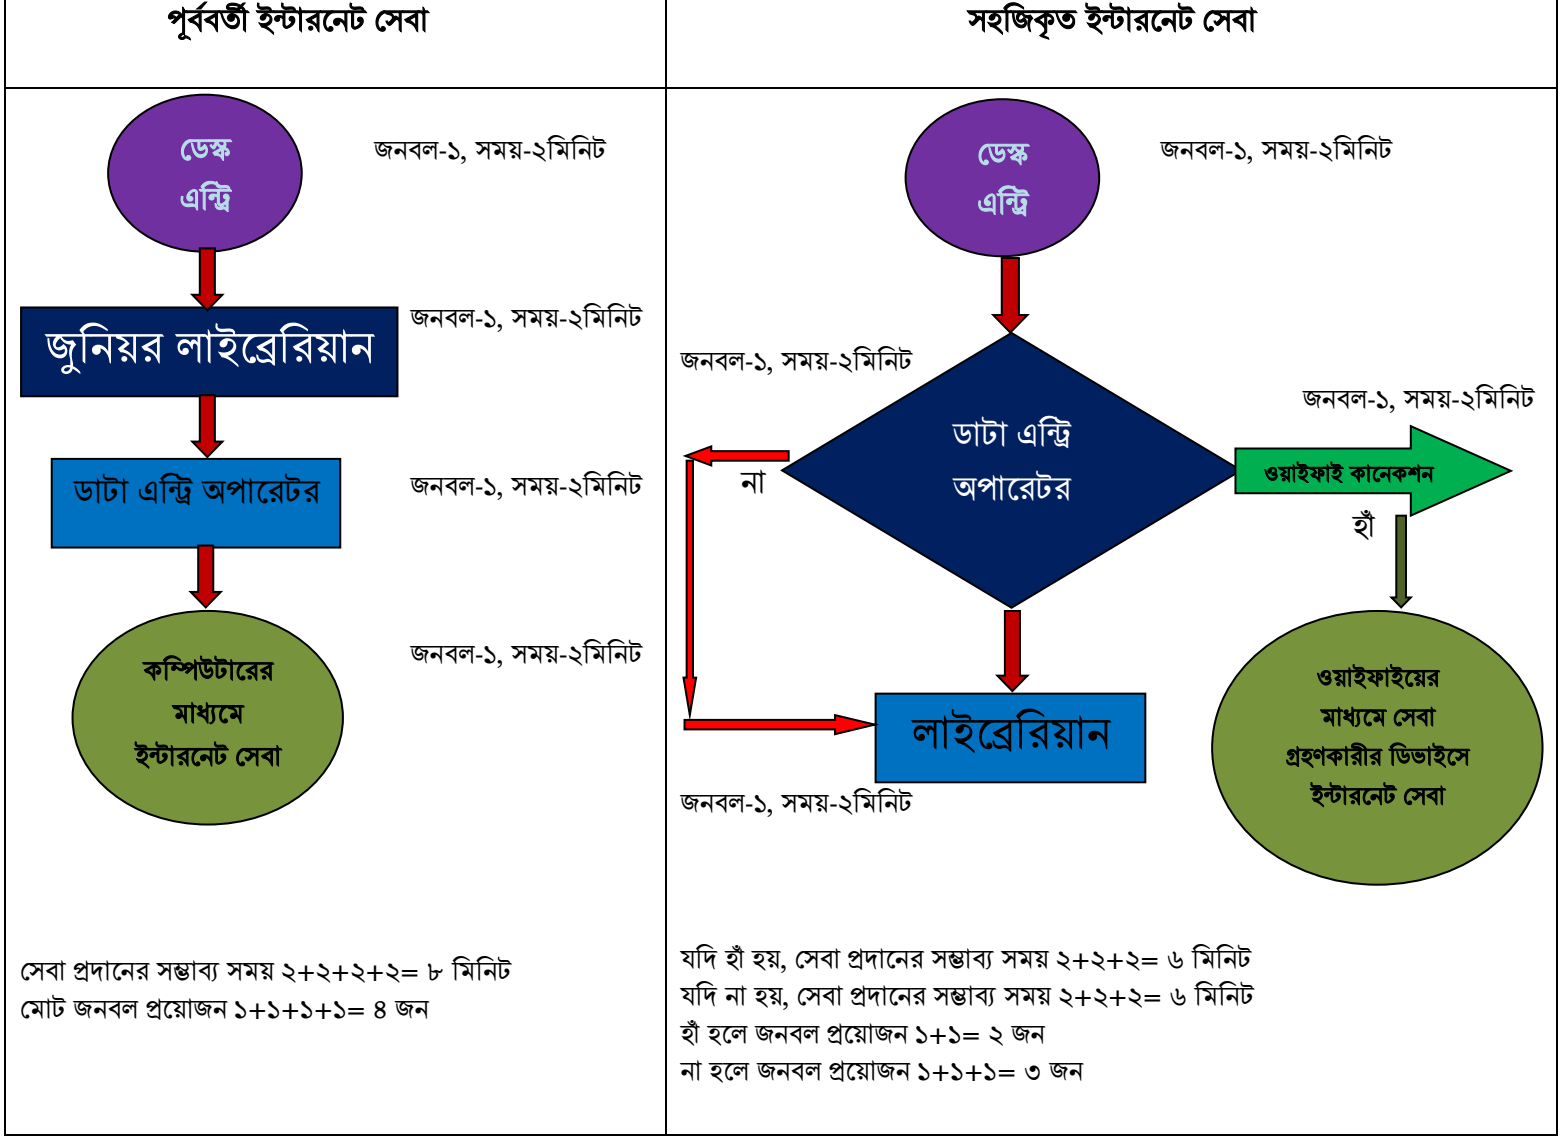 পূর্ববর্তী ইন্টারনেট সেবা
ডেস্ক
এন্ট্রি
জনবল-১, সময়-২মিনিট
জুনিয়র লাইব্রেরিয়ান
জনবল-১, সময়-২মিনিট
ডাটা এন্ট্রি অপারেটর
জনবল-১, সময়-২মিনিট
কম্পিউটারের
মাধ্যমে
ইন্টারনেট সেবা
জনবল-১, সময়-২মিনিট
সেবা প্রদানের সম্ভাব্য সময় ২+২+২+২= ৮ মিনিট
মোট জনবল প্রয়োজন ১+১+১+১= ৪ জন
সহজিকৃত ইন্টারনেট সেবা
ডেস্ক
এন্ট্রি
জনবল-১, সময়-২মিনিট
জনবল-১, সময়-২মিনিট
ডাটা এন্ট্রি
অপারেটর
না
জনবল-১, সময়-২মিনিট
ওয়াইফাই কানেকশন
হাঁ
লাইব্রেরিয়ান
জনবল-১, সময়-২মিনিট
ওয়াইফাইয়ের
মাধ্যমে সেবা
গ্রহণকারীর ডিভাইসে
ইন্টারনেট সেবা
যদি হাঁ হয়, সেবা প্রদানের সম্ভাব্য সময় ২+২+২= ৬ মিনিট
যদি না হয়, সেবা প্রদানের সম্ভাব্য সময় ২+২+২= ৬ মিনিট
হাঁ হলে জনবল প্রয়োজন ১+১= ২ জন
না হলে জনবল প্রয়োজন ১+১+১= ৩ জন